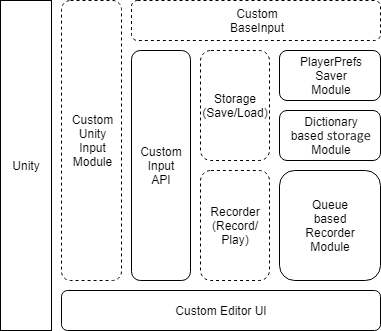 Custom
BaseInput
Unity
Custom
Unity
Input
Module
Custom
Input
API
Storage
(Save/Load)
PlayerPrefs
Saver
Module
Dictionary
based storage
Module
Recorder
(Record/
Play)
Queue
based
Recorder
Module
Custom Editor UI